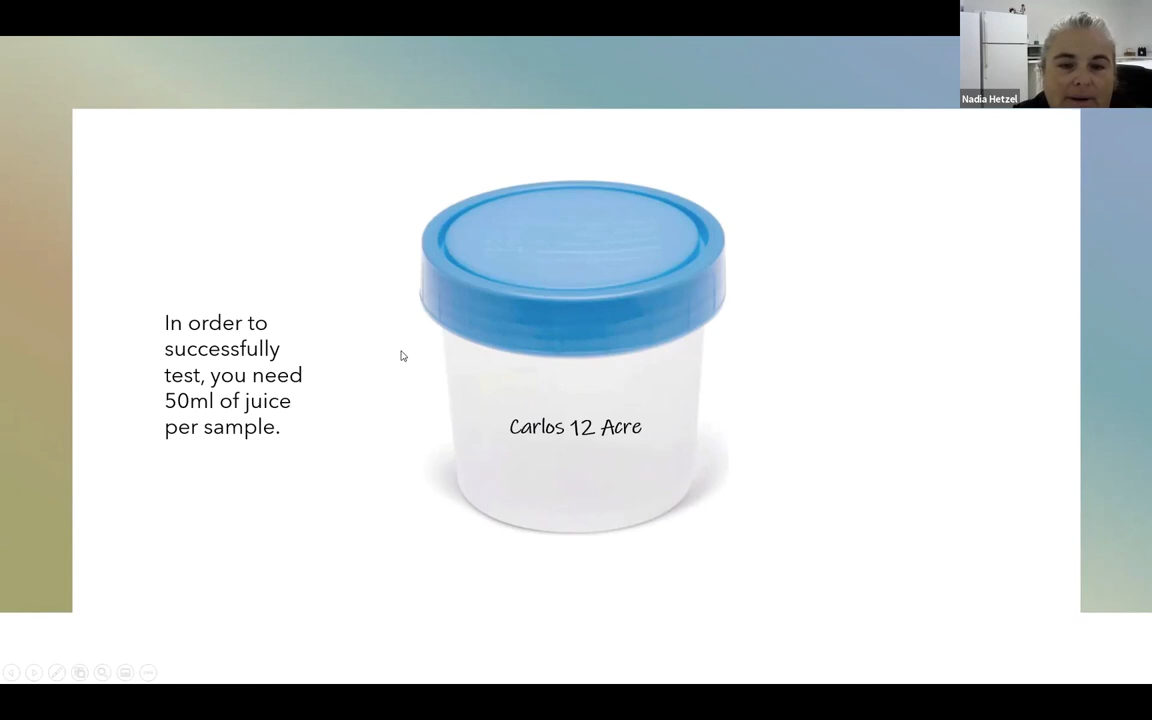 Nadia Hetzel
In order to
successfully
test, you need
50ml of juice
per sample.
Carlos 12 Acre